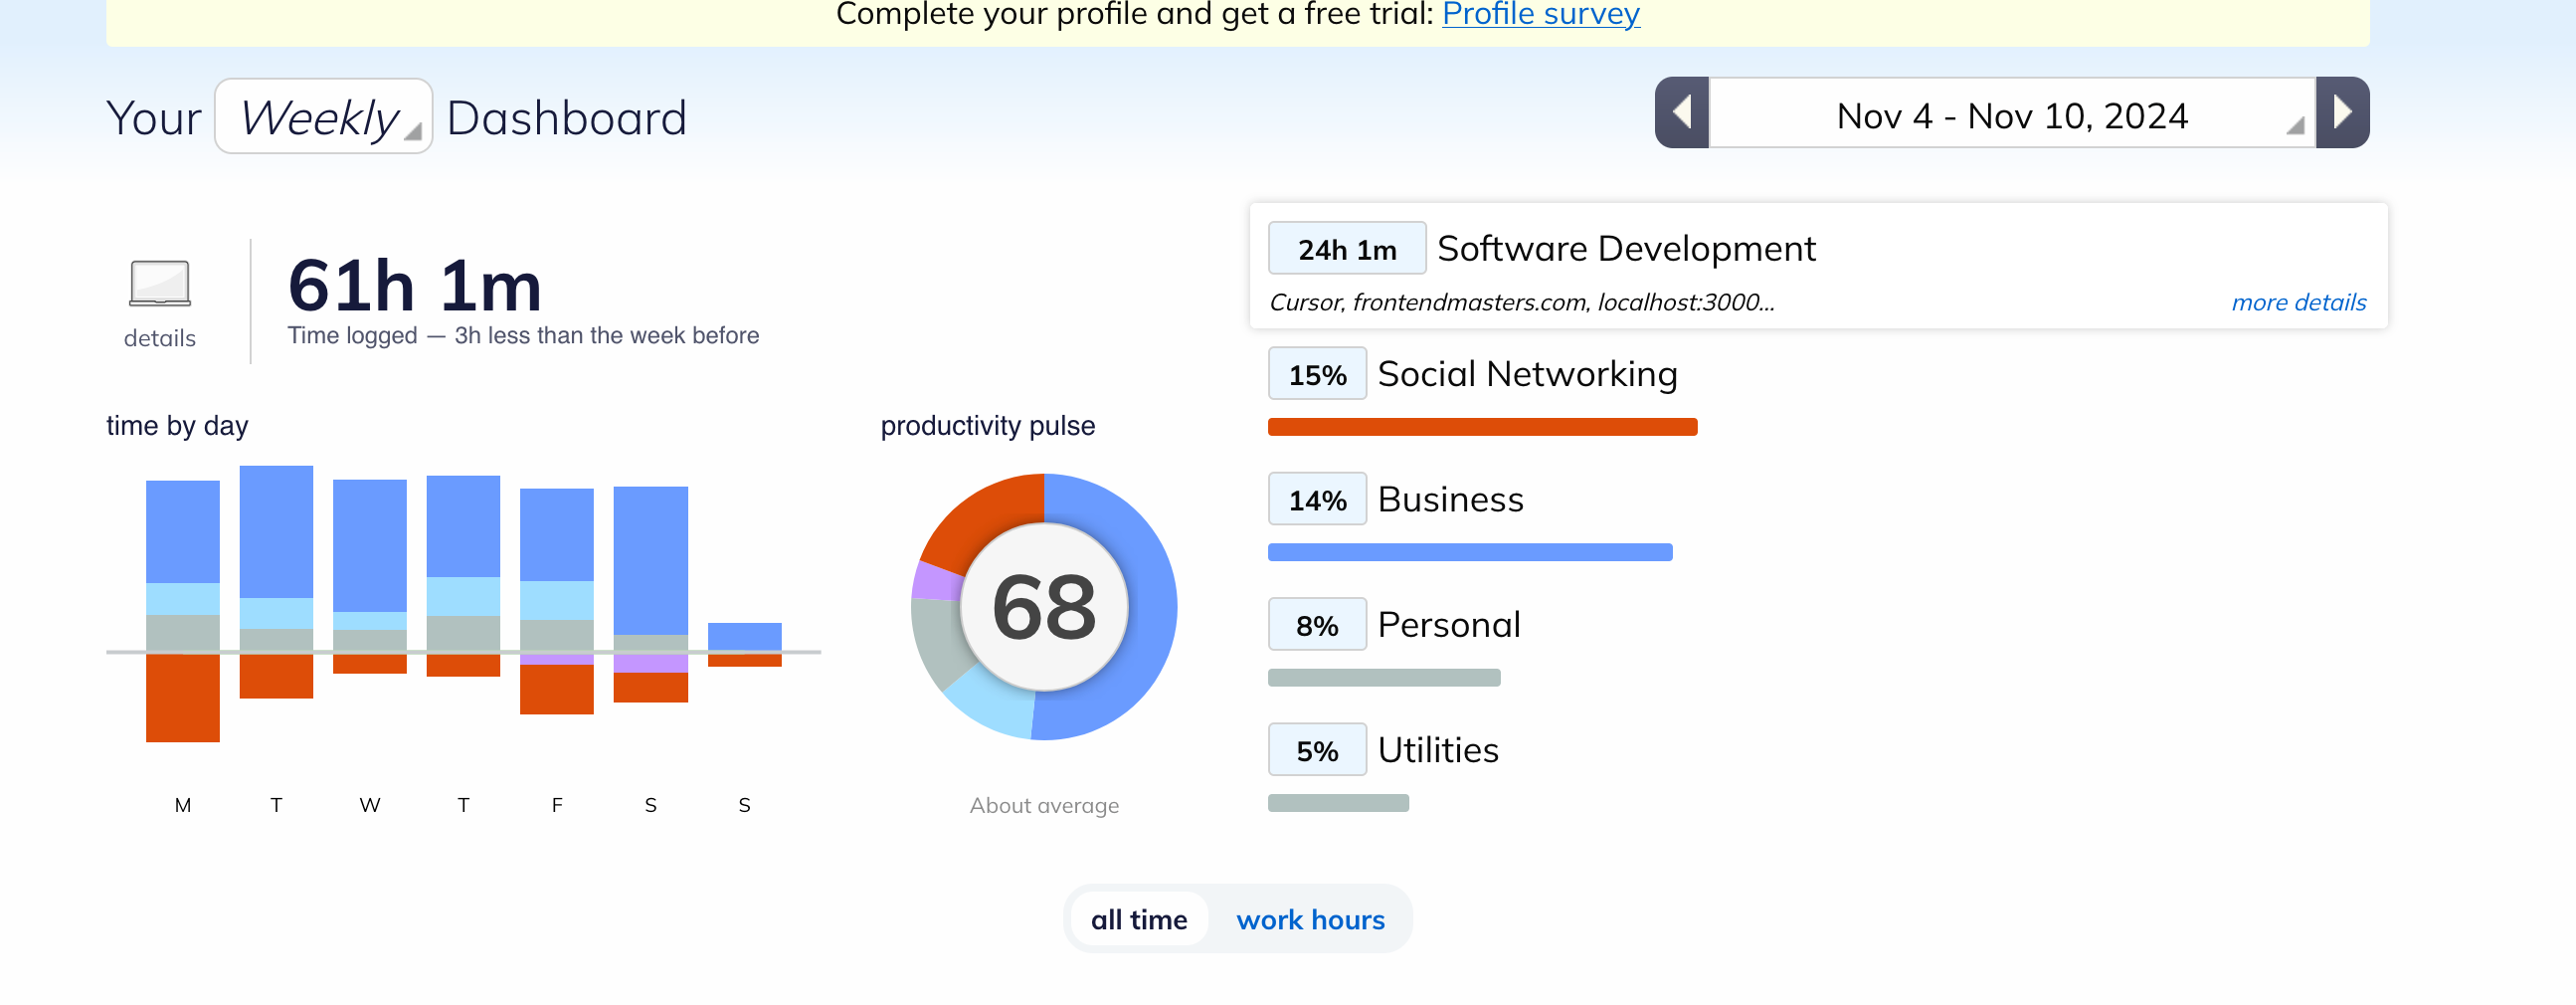 Complete your profile and get a free trial: Profile survey
Your Weekly Dashboard
Nov 4 - Nov 10, 2024
details
61h 1m
Time logged — 3h less than the week before
time by day
M T W T F S S
productivity pulse
68
About average
24h 1m Software Development
Cursor, frontendmasters.com, localhost:3000...
more details
15% Social Networking
14% Business
8% Personal
5% Utilities
all time work hours